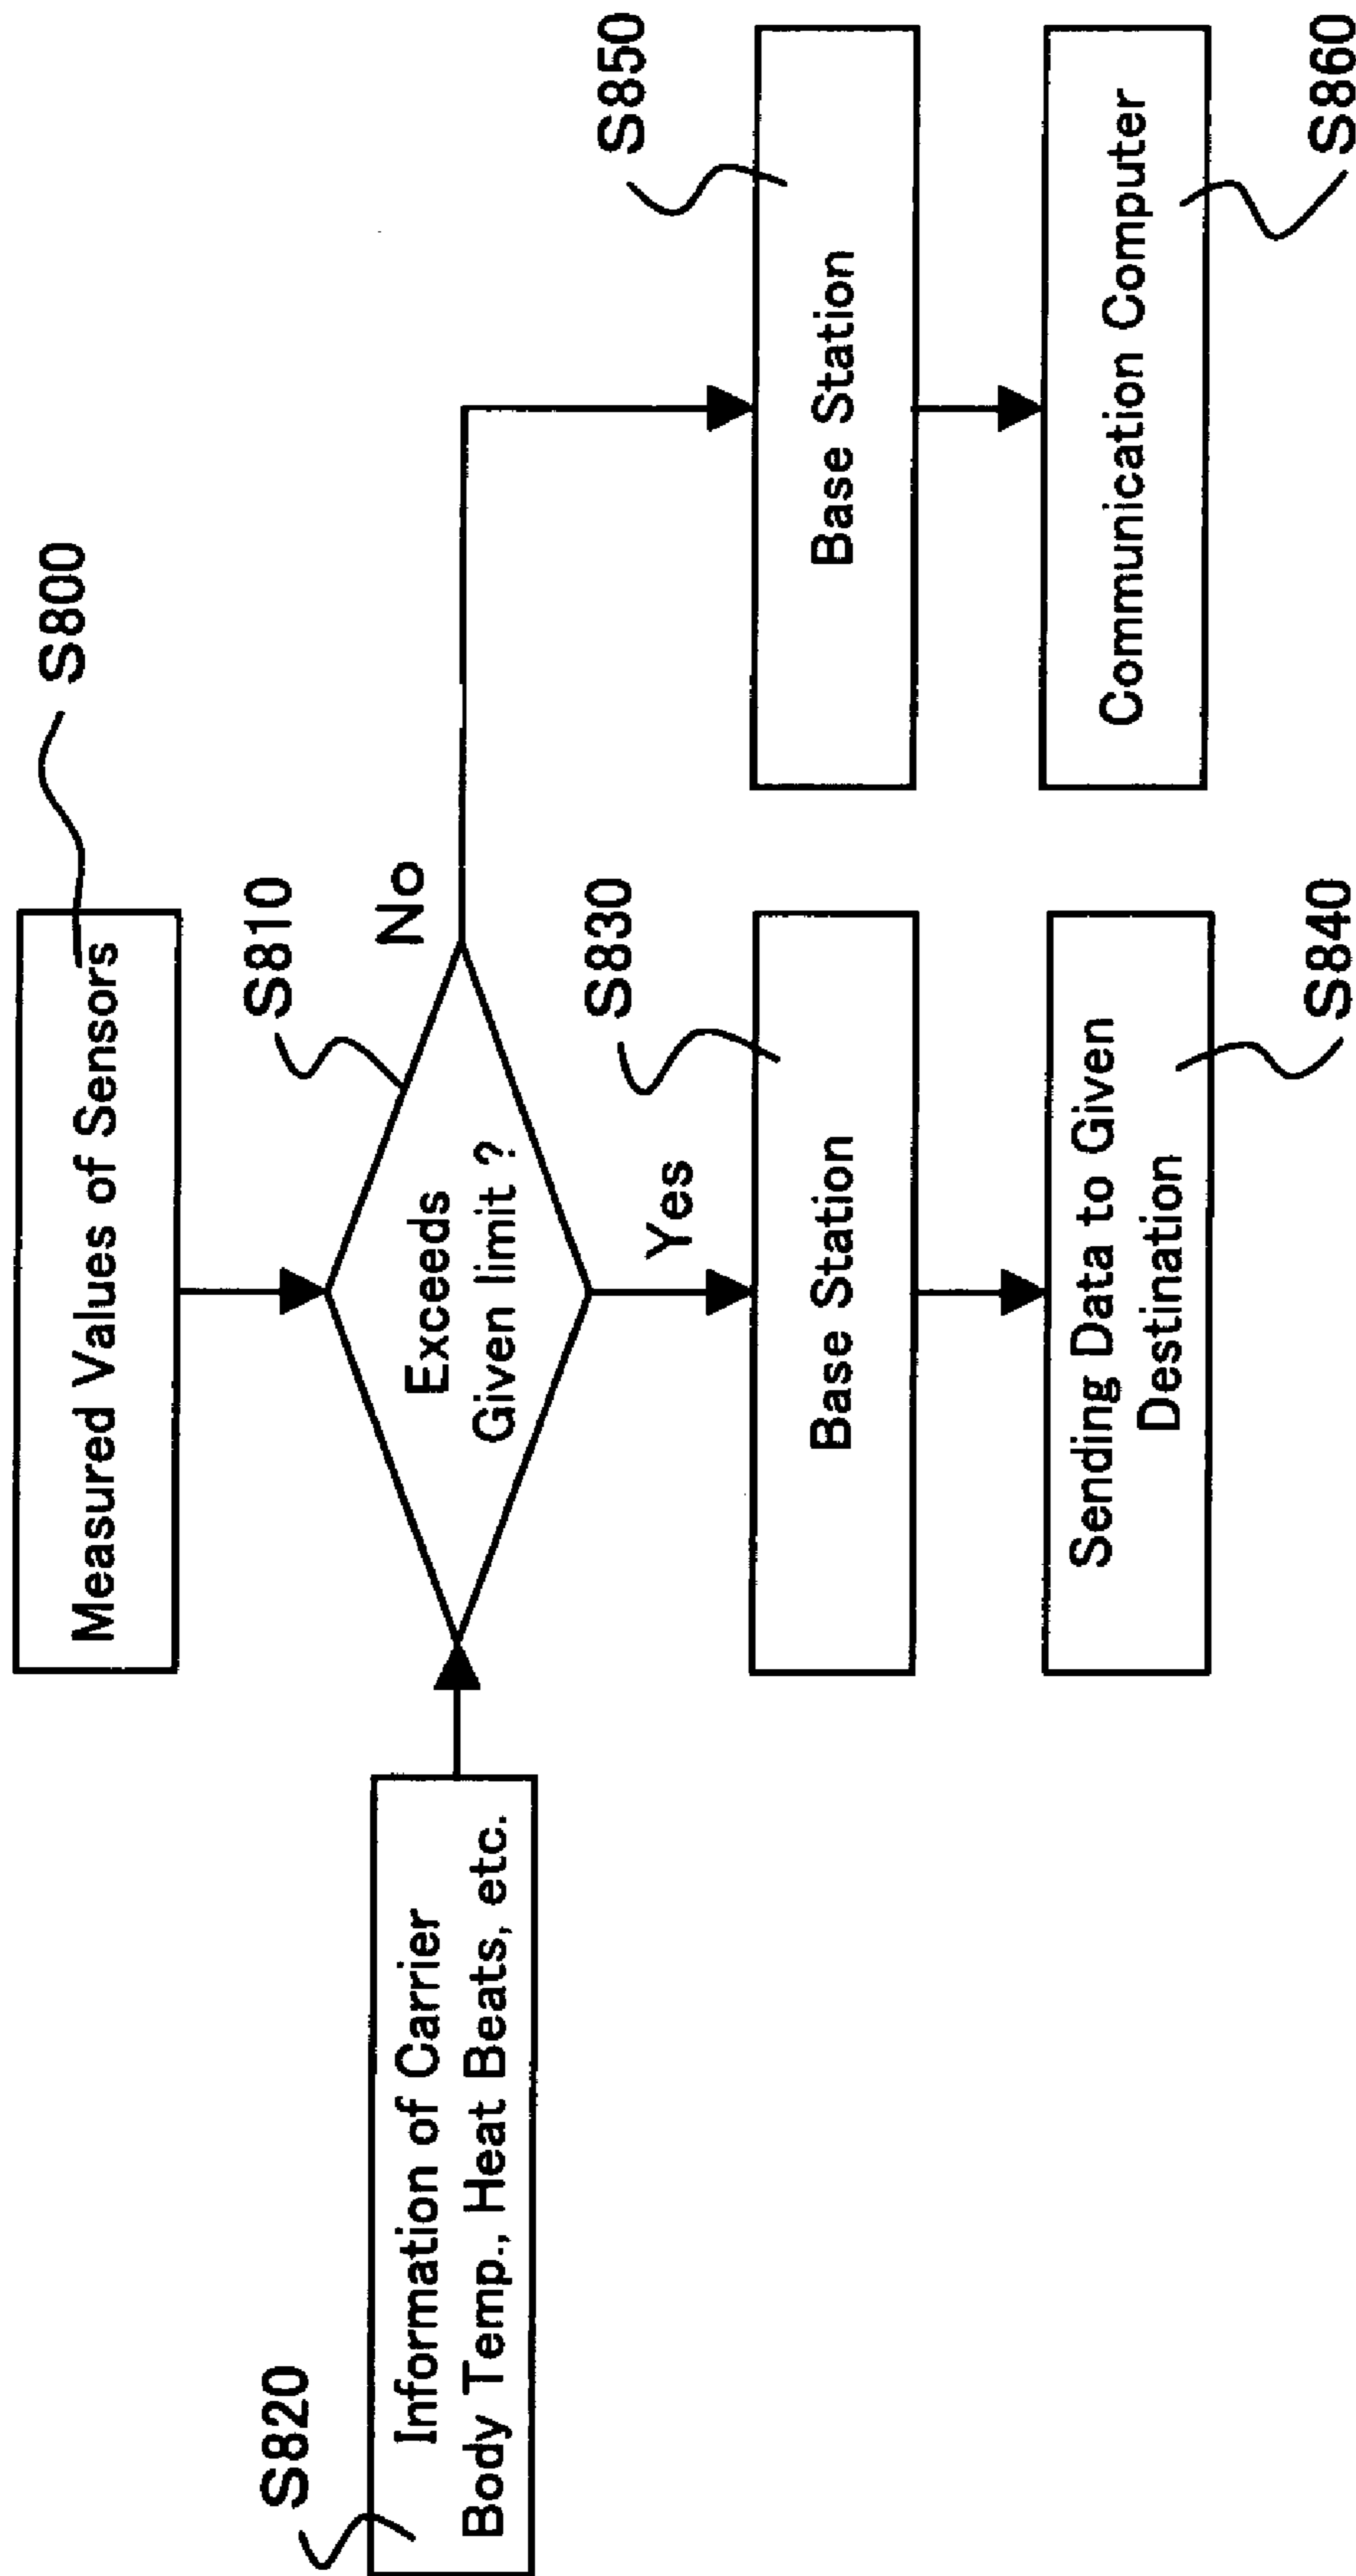 S800
Measured Values of Sensors
S810
Exceeds
Given limit ?
No
Yes
S820
Information of Carrier
Body Temp., Heat Beats, etc.
S830
Base Station
S850
Base Station
Sending Data to Given
Destination
S840
Communication Computer
S860